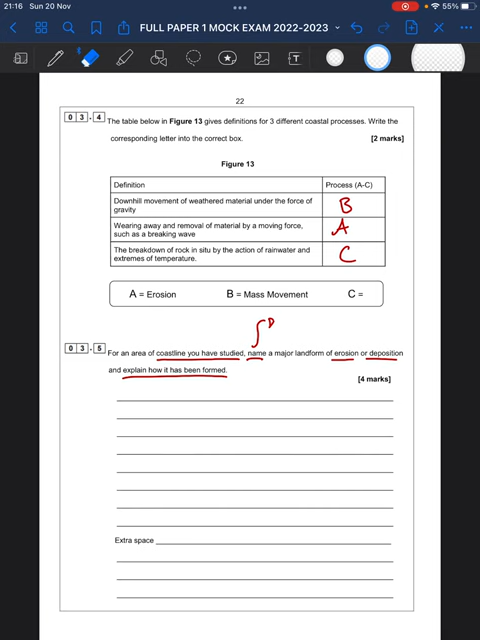 21:16 Sun 20 Nov
55%
FULL PAPER 1 MOCK EXAM 2022-2023
22
0 3 . 4 The table below in Figure 13 gives definitions for 3 different coastal processes. Write the
corresponding letter into the correct box. [2 marks]
Figure 13
Definition Process (A-C)
Downhill movement of weathered material under the force of
gravity
B
Wearing away and removal of material by a moving force,
such as a breaking wave
A
The breakdown of rock in situ by the action of rainwater and
extremes of temperature.
C
A = Erosion B = Mass Movement C =
0 3 . 5 For an area of coastline you have studied, name a major landform of erosion or deposition
and explain how it has been formed.
[4 marks]
Extra space